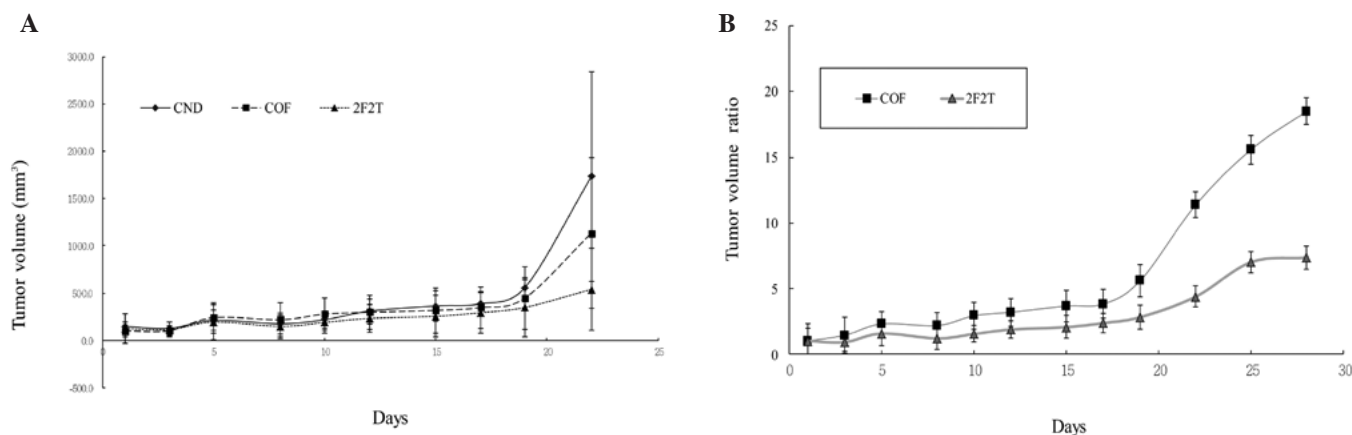 A
Tumor volume (mm³)
3000.0
2500.0
2000.0
1500.0
1000.0
500.0
0.0
-500.0
CND COF 2F2T
0 5 10 15 20 25
Days
B
Tumor volume ratio
25
20
15
10
5
0
COF 2F2T
0 5 10 15 20 25 30
Days